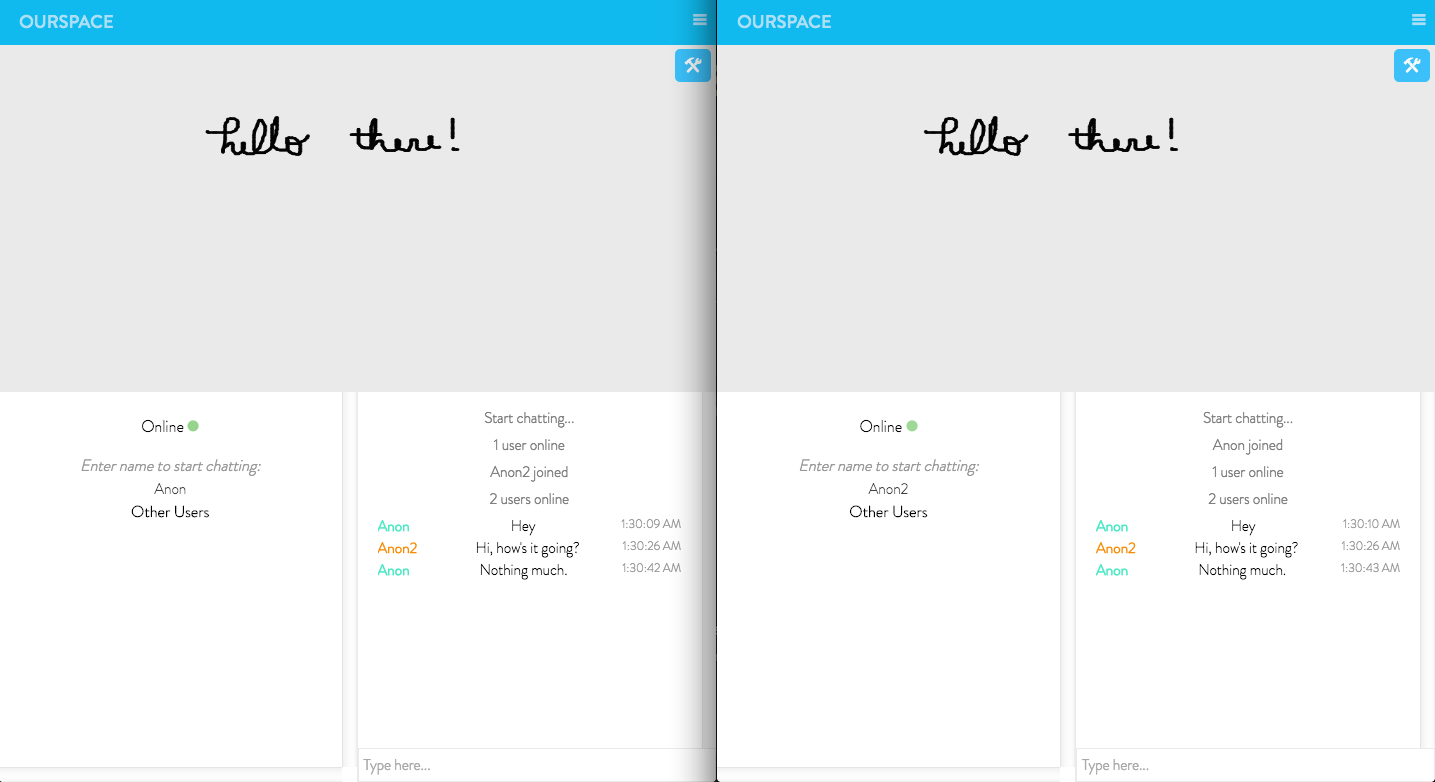 OURSPACE
hello there!
Online
Enter name to start chatting:
Anon
Other Users
Start chatting...
1 user online
Anon2 joined
2 users online
Anon Hey 1:30:09 AM
Anon2 Hi, how's it going? 1:30:26 AM
Anon Nothing much. 1:30:42 AM
Type here...
OURSPACE
hello there!
Online
Enter name to start chatting:
Anon2
Other Users
Start chatting...
Anon joined
1 user online
2 users online
Anon Hey 1:30:10 AM
Anon2 Hi, how's it going? 1:30:26 AM
Anon Nothing much. 1:30:43 AM
Type here...